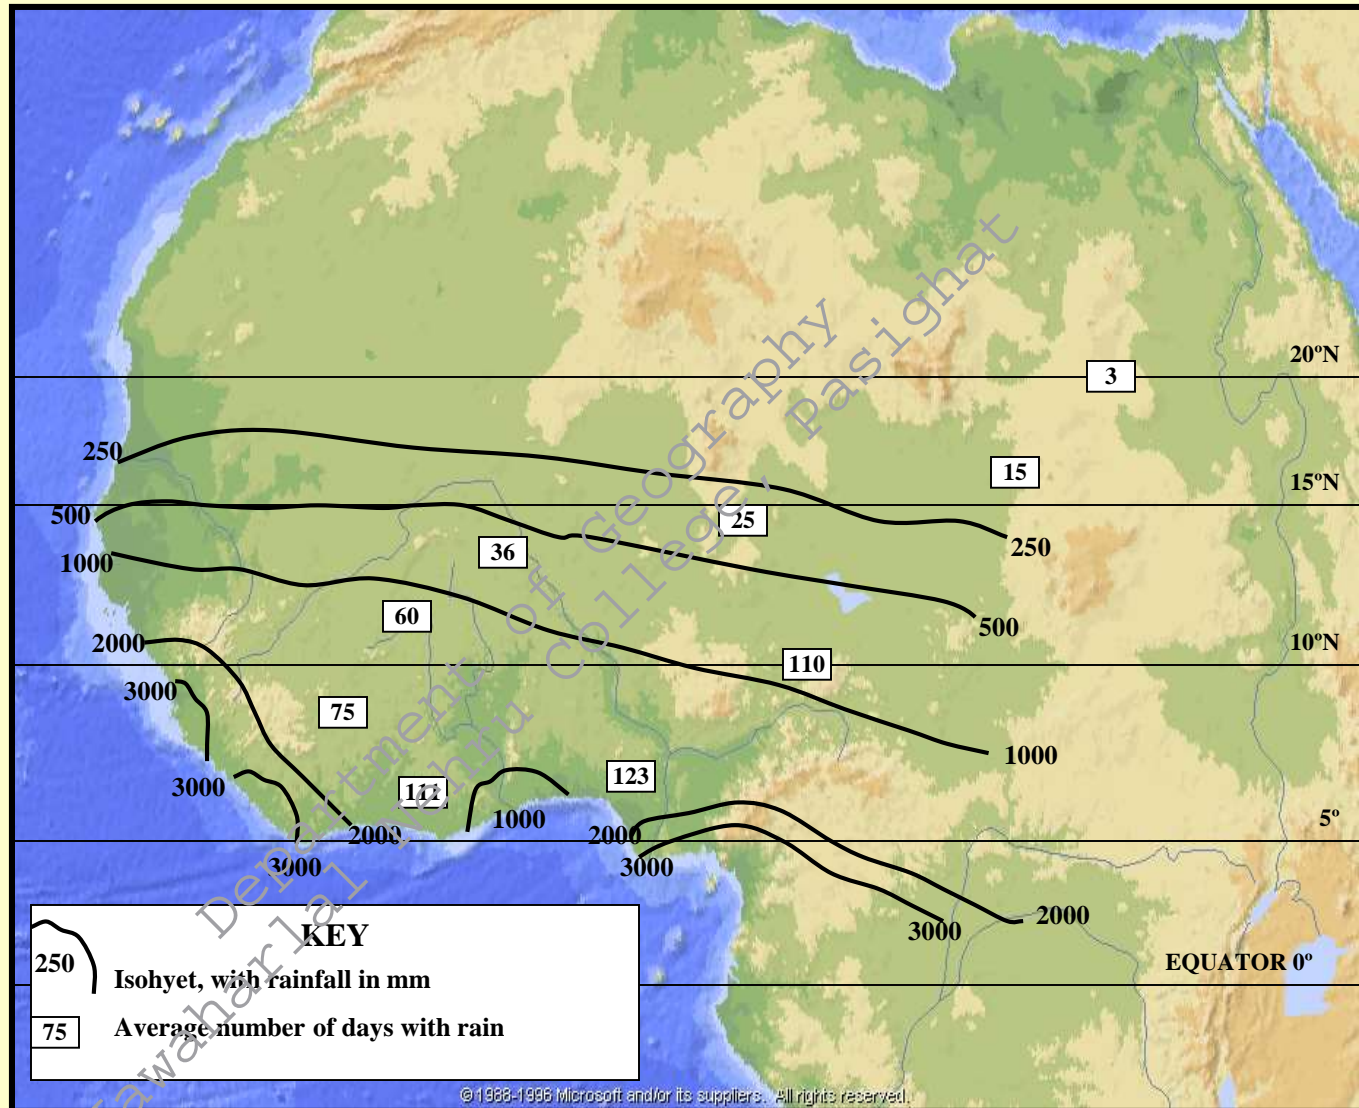 20ºN
3
250
15
15ºN
500
25
250
36
1000
60
500
2000
10ºN
110
3000
75
1000
123
3000
111
1000
5º
2000
2000
3000
3000
2000
3000
EQUATOR 0º
KEY
250
Isohyet, with rainfall in mm
75
Average number of days with rain
Department of Geography
Jawaharlal Nehru College, Pasighat
©1988-1996 Microsoft and/or its suppliers. All rights reserved.